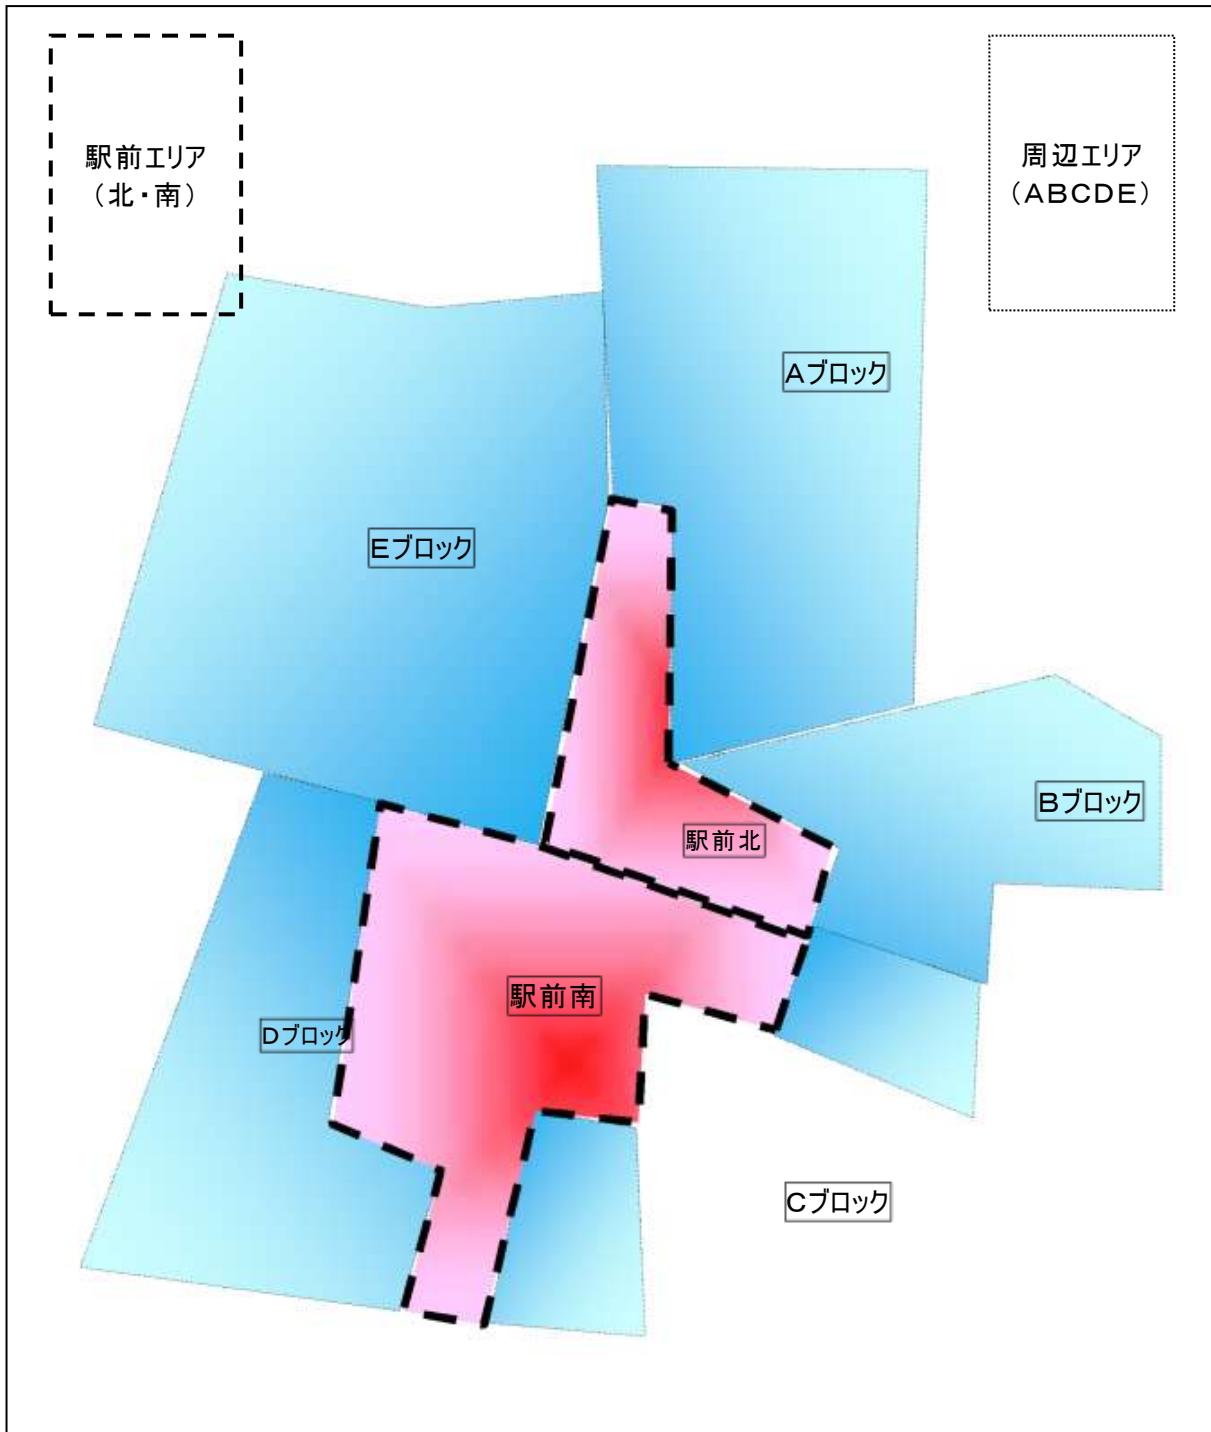 駅前エリア
（北・南）
周辺エリア
（ＡＢＣＤＥ）
Ａブロック
Ｅブロック
Ｂブロック
駅前北
駅前南
Ｄブロック
Ｃブロック